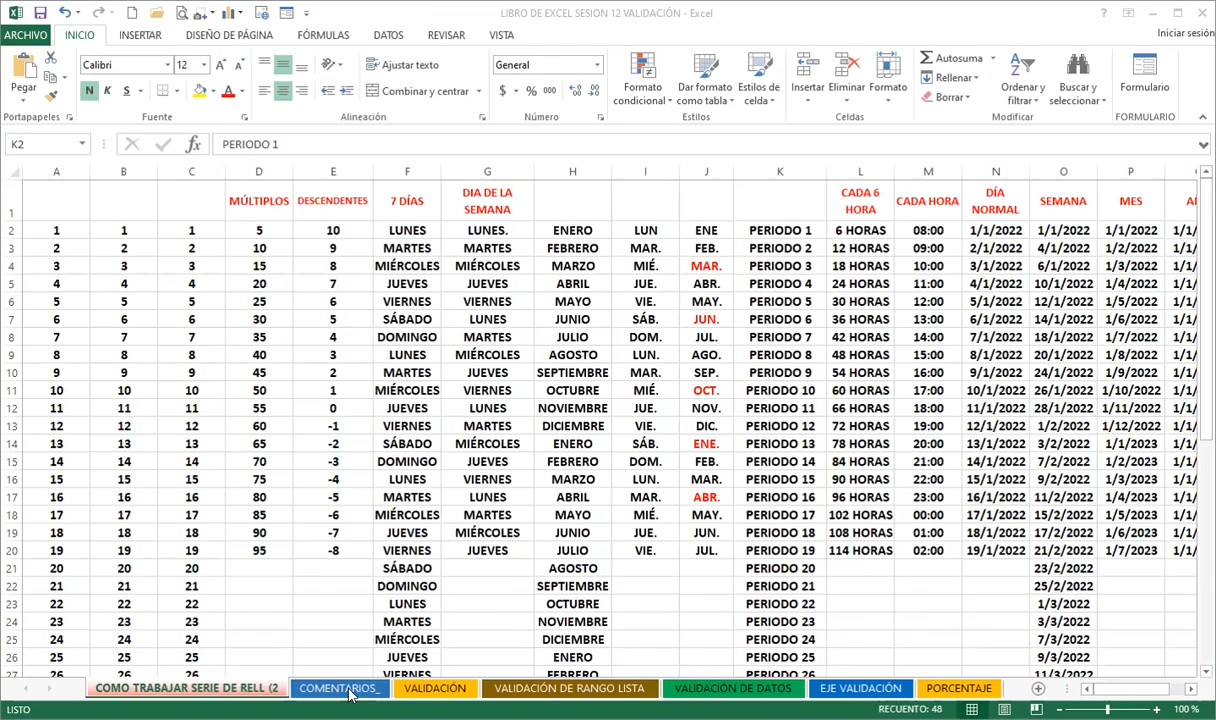 LIBRO DE EXCEL SESION 12 VALIDACIÓN - Excel
ARCHIVO INICIO INSERTAR DISEÑO DE PÁGINA FÓRMULAS DATOS REVISAR VISTA Iniciar sesión
Pegar Calibri 12 Ajustar texto General Autosuma
N K S Combinar y centrar $ % 000 Formato condicional Dar formato como tabla Estilos de celda Insertar Eliminar Formato Rellenar Borrar Ordenar y filtrar Buscar y seleccionar Formulario
Portapapeles Fuente Alineación Número Estilos Celdas Modificar FORMULARIO
K2 fx PERIODO 1
A B C D E F G H I J K L M N O P
1 MÚLTIPLOS DESCENDENTES 7 DÍAS DIA DE LA SEMANA CADA 6 HORA CADA HORA DÍA NORMAL SEMANA MES
2 1 1 1 5 10 LUNES LUNES. ENERO LUN ENE PERIODO 1 6 HORAS 08:00 1/1/2022 1/1/2022 1/1/2022 1/1/
3 2 2 2 10 9 MARTES MARTES FEBRERO MAR. FEB. PERIODO 2 12 HORAS 09:00 2/1/2022 4/1/2022 1/2/2022 1/1/
4 3 3 3 15 8 MIÉRCOLES MIÉRCOLES MARZO MIÉ. MAR. PERIODO 3 18 HORAS 10:00 3/1/2022 6/1/2022 1/3/2022 1/1/
5 4 4 4 20 7 JUEVES JUEVES ABRIL JUE. ABR. PERIODO 4 24 HORAS 11:00 4/1/2022 10/1/2022 1/4/2022 1/1/
6 5 5 5 25 6 VIERNES VIERNES MAYO VIE. MAY. PERIODO 5 30 HORAS 12:00 5/1/2022 12/1/2022 1/5/2022 1/1/
7 6 6 6 30 5 SÁBADO LUNES JUNIO SÁB. JUN. PERIODO 6 36 HORAS 13:00 6/1/2022 14/1/2022 1/6/2022 1/1/
8 7 7 7 35 4 DOMINGO MARTES JULIO DOM. JUL. PERIODO 7 42 HORAS 14:00 7/1/2022 18/1/2022 1/7/2022 1/1/
9 8 8 8 40 3 LUNES MIÉRCOLES AGOSTO LUN. AGO. PERIODO 8 48 HORAS 15:00 8/1/2022 20/1/2022 1/8/2022 1/1/
10 9 9 9 45 2 MARTES JUEVES SEPTIEMBRE MAR. SEP. PERIODO 9 54 HORAS 16:00 9/1/2022 24/1/2022 1/9/2022 1/1/
11 10 10 10 50 1 MIÉRCOLES VIERNES OCTUBRE MIÉ. OCT. PERIODO 10 60 HORAS 17:00 10/1/2022 26/1/2022 1/10/2022 1/1/
12 11 11 11 55 0 JUEVES LUNES NOVIEMBRE JUE. NOV. PERIODO 11 66 HORAS 18:00 11/1/2022 28/1/2022 1/11/2022 1/1/
13 12 12 12 60 -1 VIERNES MARTES DICIEMBRE VIE. DIC. PERIODO 12 72 HORAS 19:00 12/1/2022 1/2/2022 1/12/2022 1/1/
14 13 13 13 65 -2 SÁBADO MIÉRCOLES ENERO SÁB. ENE. PERIODO 13 78 HORAS 20:00 13/1/2022 3/2/2022 1/1/2023 1/1/
15 14 14 14 70 -3 DOMINGO JUEVES FEBRERO DOM. FEB. PERIODO 14 84 HORAS 21:00 14/1/2022 7/2/2022 1/2/2023 1/1/
16 15 15 15 75 -4 LUNES VIERNES MARZO LUN. MAR. PERIODO 15 90 HORAS 22:00 15/1/2022 9/2/2022 1/3/2023 1/1/
17 16 16 16 80 -5 MARTES LUNES ABRIL MAR. ABR. PERIODO 16 96 HORAS 23:00 16/1/2022 11/2/2022 1/4/2023 1/1/
18 17 17 17 85 -6 MIÉRCOLES MARTES MAYO MIÉ. MAY. PERIODO 17 102 HORAS 00:00 17/1/2022 15/2/2022 1/5/2023 1/1/
19 18 18 18 90 -7 JUEVES MIÉRCOLES JUNIO JUE. JUN. PERIODO 18 108 HORAS 01:00 18/1/2022 17/2/2022 1/6/2023 1/1/
20 19 19 19 95 -8 VIERNES JUEVES JULIO VIE. JUL. PERIODO 19 114 HORAS 02:00 19/1/2022 21/2/2022 1/7/2023 1/1/
21 20 20 20 SÁBADO AGOSTO PERIODO 20 23/2/2022
22 21 21 21 DOMINGO SEPTIEMBRE PERIODO 21 25/2/2022
23 22 22 22 LUNES OCTUBRE PERIODO 22 1/3/2022
24 23 23 23 MARTES NOVIEMBRE PERIODO 23 3/3/2022
25 24 24 24 MIÉRCOLES DICIEMBRE PERIODO 24 7/3/2022
26 25 25 25 JUEVES ENERO PERIODO 25 9/3/2022
27 26 26 26 VIERNES FEBRERO PERIODO 26 11/3/2022
COMO TRABAJAR SERIE DE RELL (2 COMENTARIOS_ VALIDACIÓN VALIDACIÓN DE RANGO LISTA VALIDACIÓN DE DATOS EJE VALIDACIÓN PORCENTAJE
LISTO RECUENTO: 48 100 %